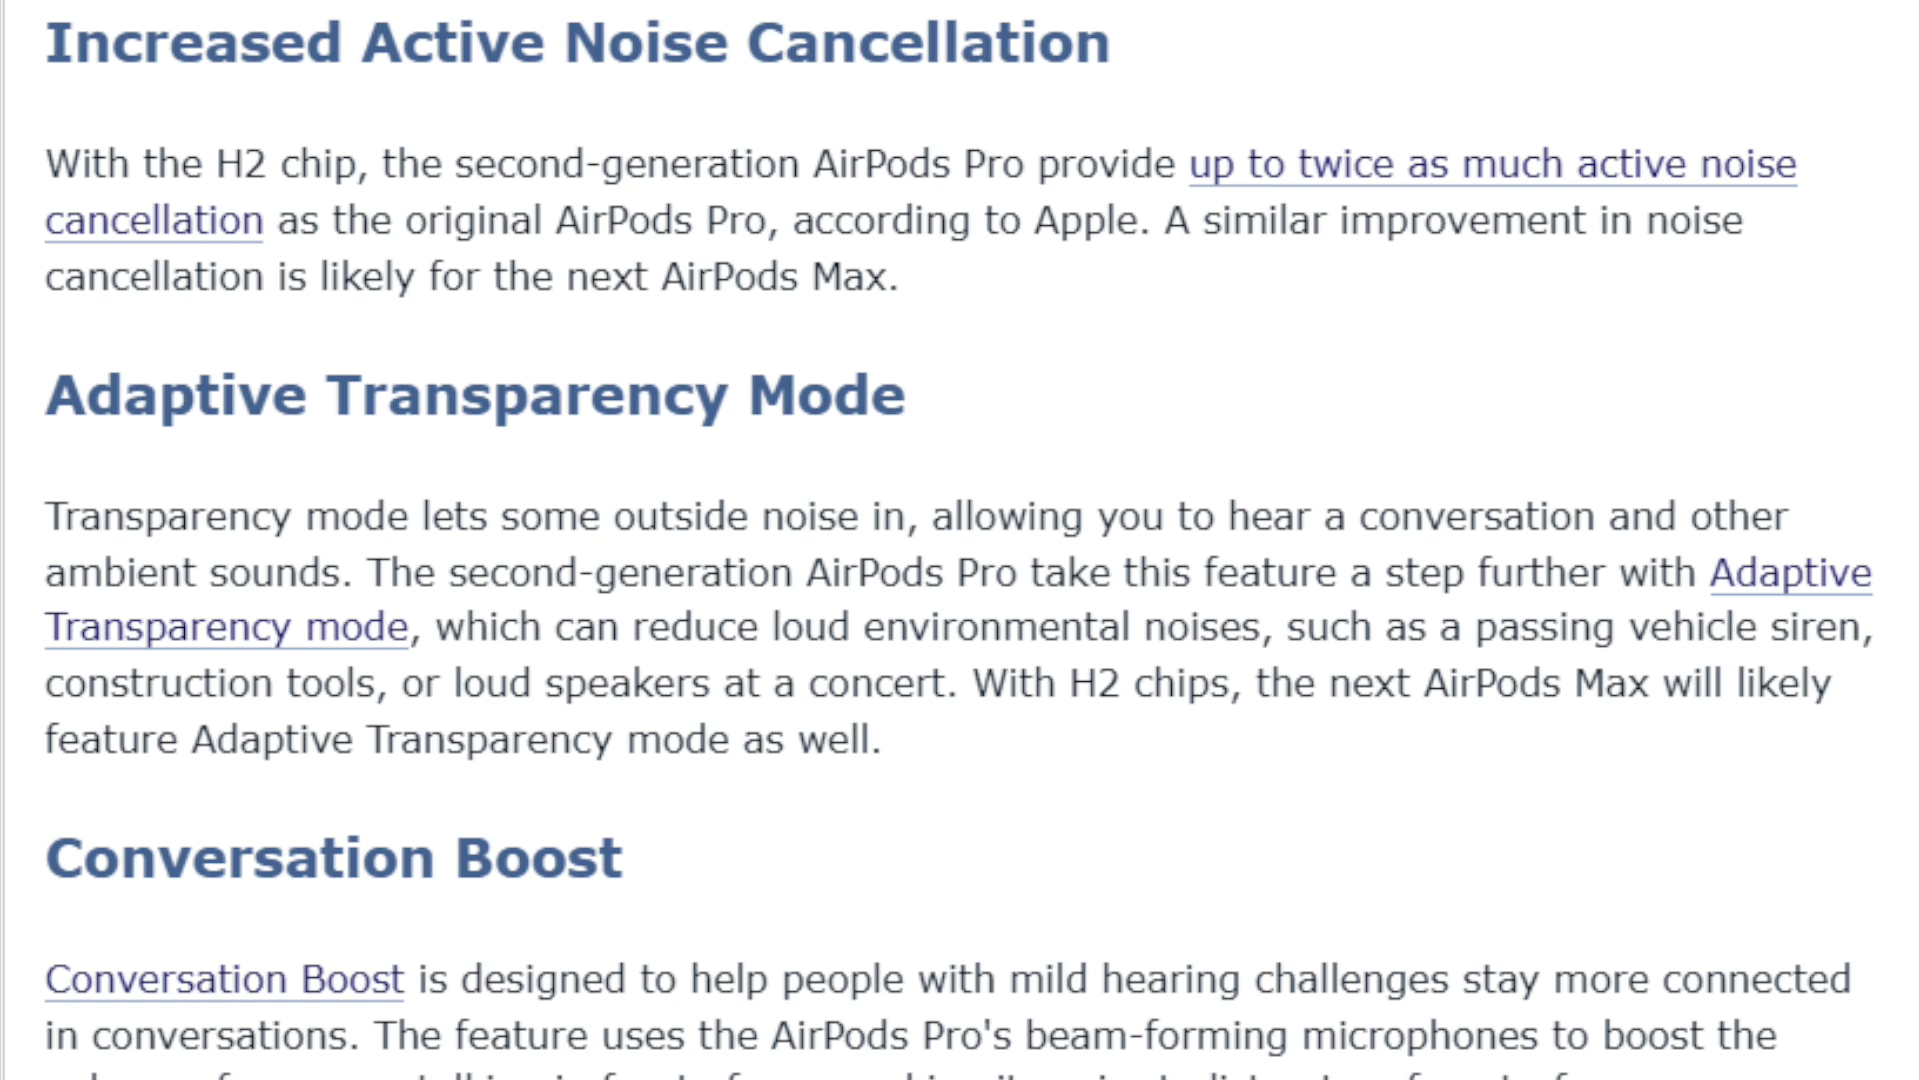 Increased Active Noise Cancellation
With the H2 chip, the second-generation AirPods Pro provide up to twice as much active noise
cancellation as the original AirPods Pro, according to Apple. A similar improvement in noise
cancellation is likely for the next AirPods Max.
Adaptive Transparency Mode
Transparency mode lets some outside noise in, allowing you to hear a conversation and other
ambient sounds. The second-generation AirPods Pro take this feature a step further with Adaptive
Transparency mode, which can reduce loud environmental noises, such as a passing vehicle siren,
construction tools, or loud speakers at a concert. With H2 chips, the next AirPods Max will likely
feature Adaptive Transparency mode as well.
Conversation Boost
Conversation Boost is designed to help people with mild hearing challenges stay more connected
in conversations. The feature uses the AirPods Pro's beam-forming microphones to boost the